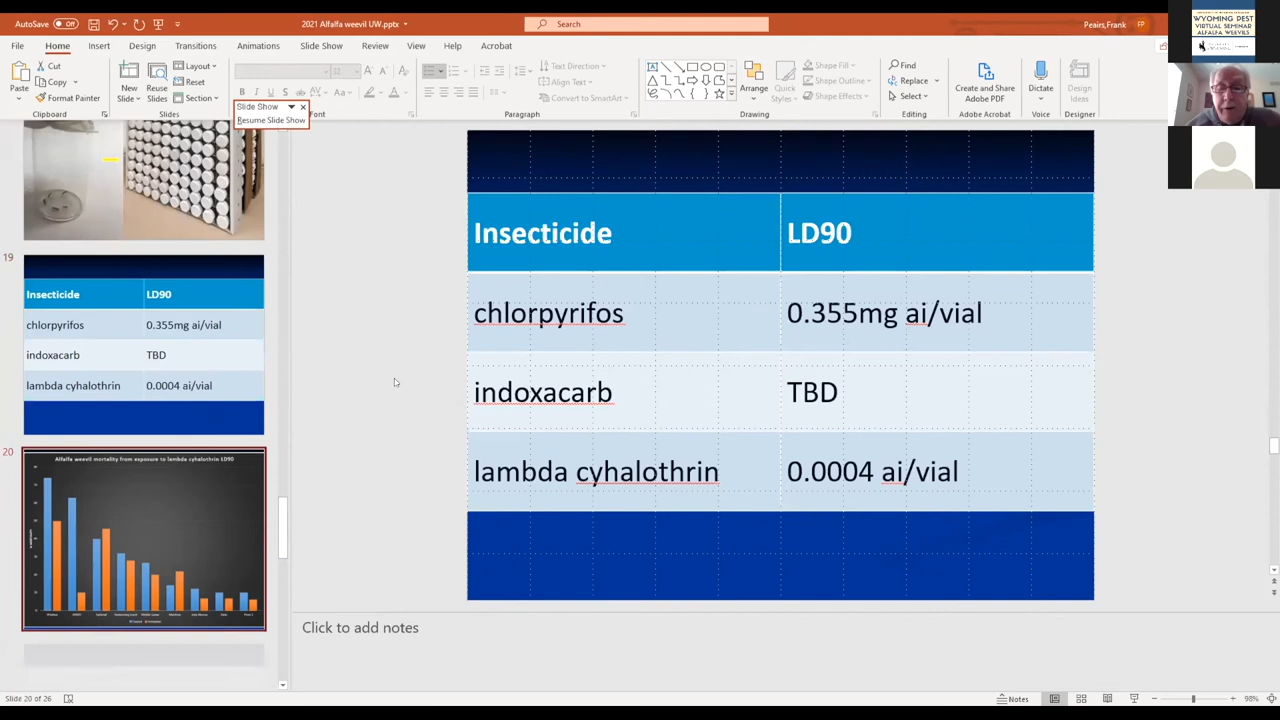 AutoSave Off
2021 Alfalfa weevil UW.pptx
Search
Peairs,Frank
FP
File Home Insert Design Transitions Animations Slide Show Review View Help Acrobat
Paste
Cut
Copy
Format Painter
Clipboard
New
Slide
Reuse
Slides
Layout
Reset
Section
Slides
Slide Show
Resume Slide Show
Font
Text Direction
Align Text
Convert to SmartArt
Paragraph
Arrange
Quick
Styles
Shape Fill
Shape Outline
Shape Effects
Drawing
Find
Replace
Select
Editing
Create and Share
Adobe PDF
Adobe Acrobat
Dictate
Voice
Design
Ideas
Designer
WYOMING PEST
VIRTUAL SEMINAR
ALFALFA WEEVILS
19
Insecticide LD90
chlorpyrifos 0.355mg ai/vial
indoxacarb TBD
lambda cyhalothrin 0.0004 ai/vial
20
Alfalfa weevil mortality from exposure to lambda cyhalothrin LD90
Insecticide LD90
chlorpyrifos 0.355mg ai/vial
indoxacarb TBD
lambda cyhalothrin 0.0004 ai/vial
Click to add notes
Slide 20 of 26
Notes
98%